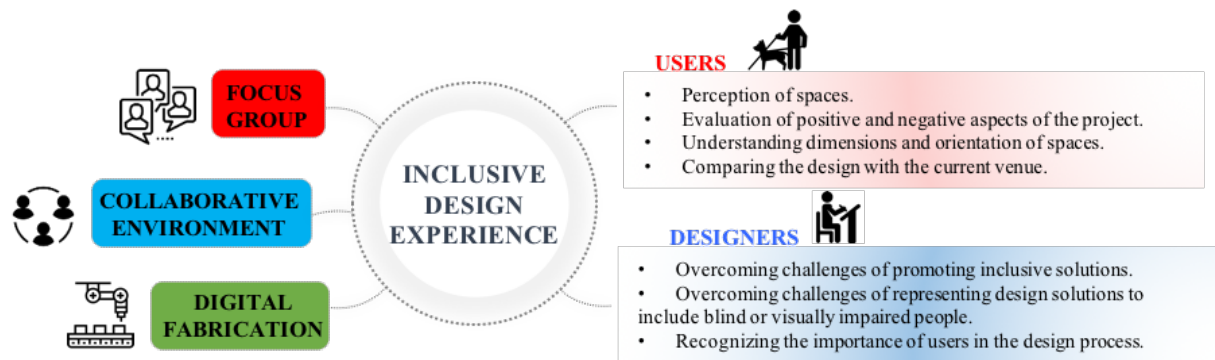 FOCUS
GROUP
COLLABORATIVE
ENVIRONMENT
DIGITAL
FABRICATION
INCLUSIVE
DESIGN
EXPERIENCE
USERS
• Perception of spaces.
• Evaluation of positive and negative aspects of the project.
• Understanding dimensions and orientation of spaces.
• Comparing the design with the current venue.
DESIGNERS
• Overcoming challenges of promoting inclusive solutions.
• Overcoming challenges of representing design solutions to
include blind or visually impaired people.
• Recognizing the importance of users in the design process.